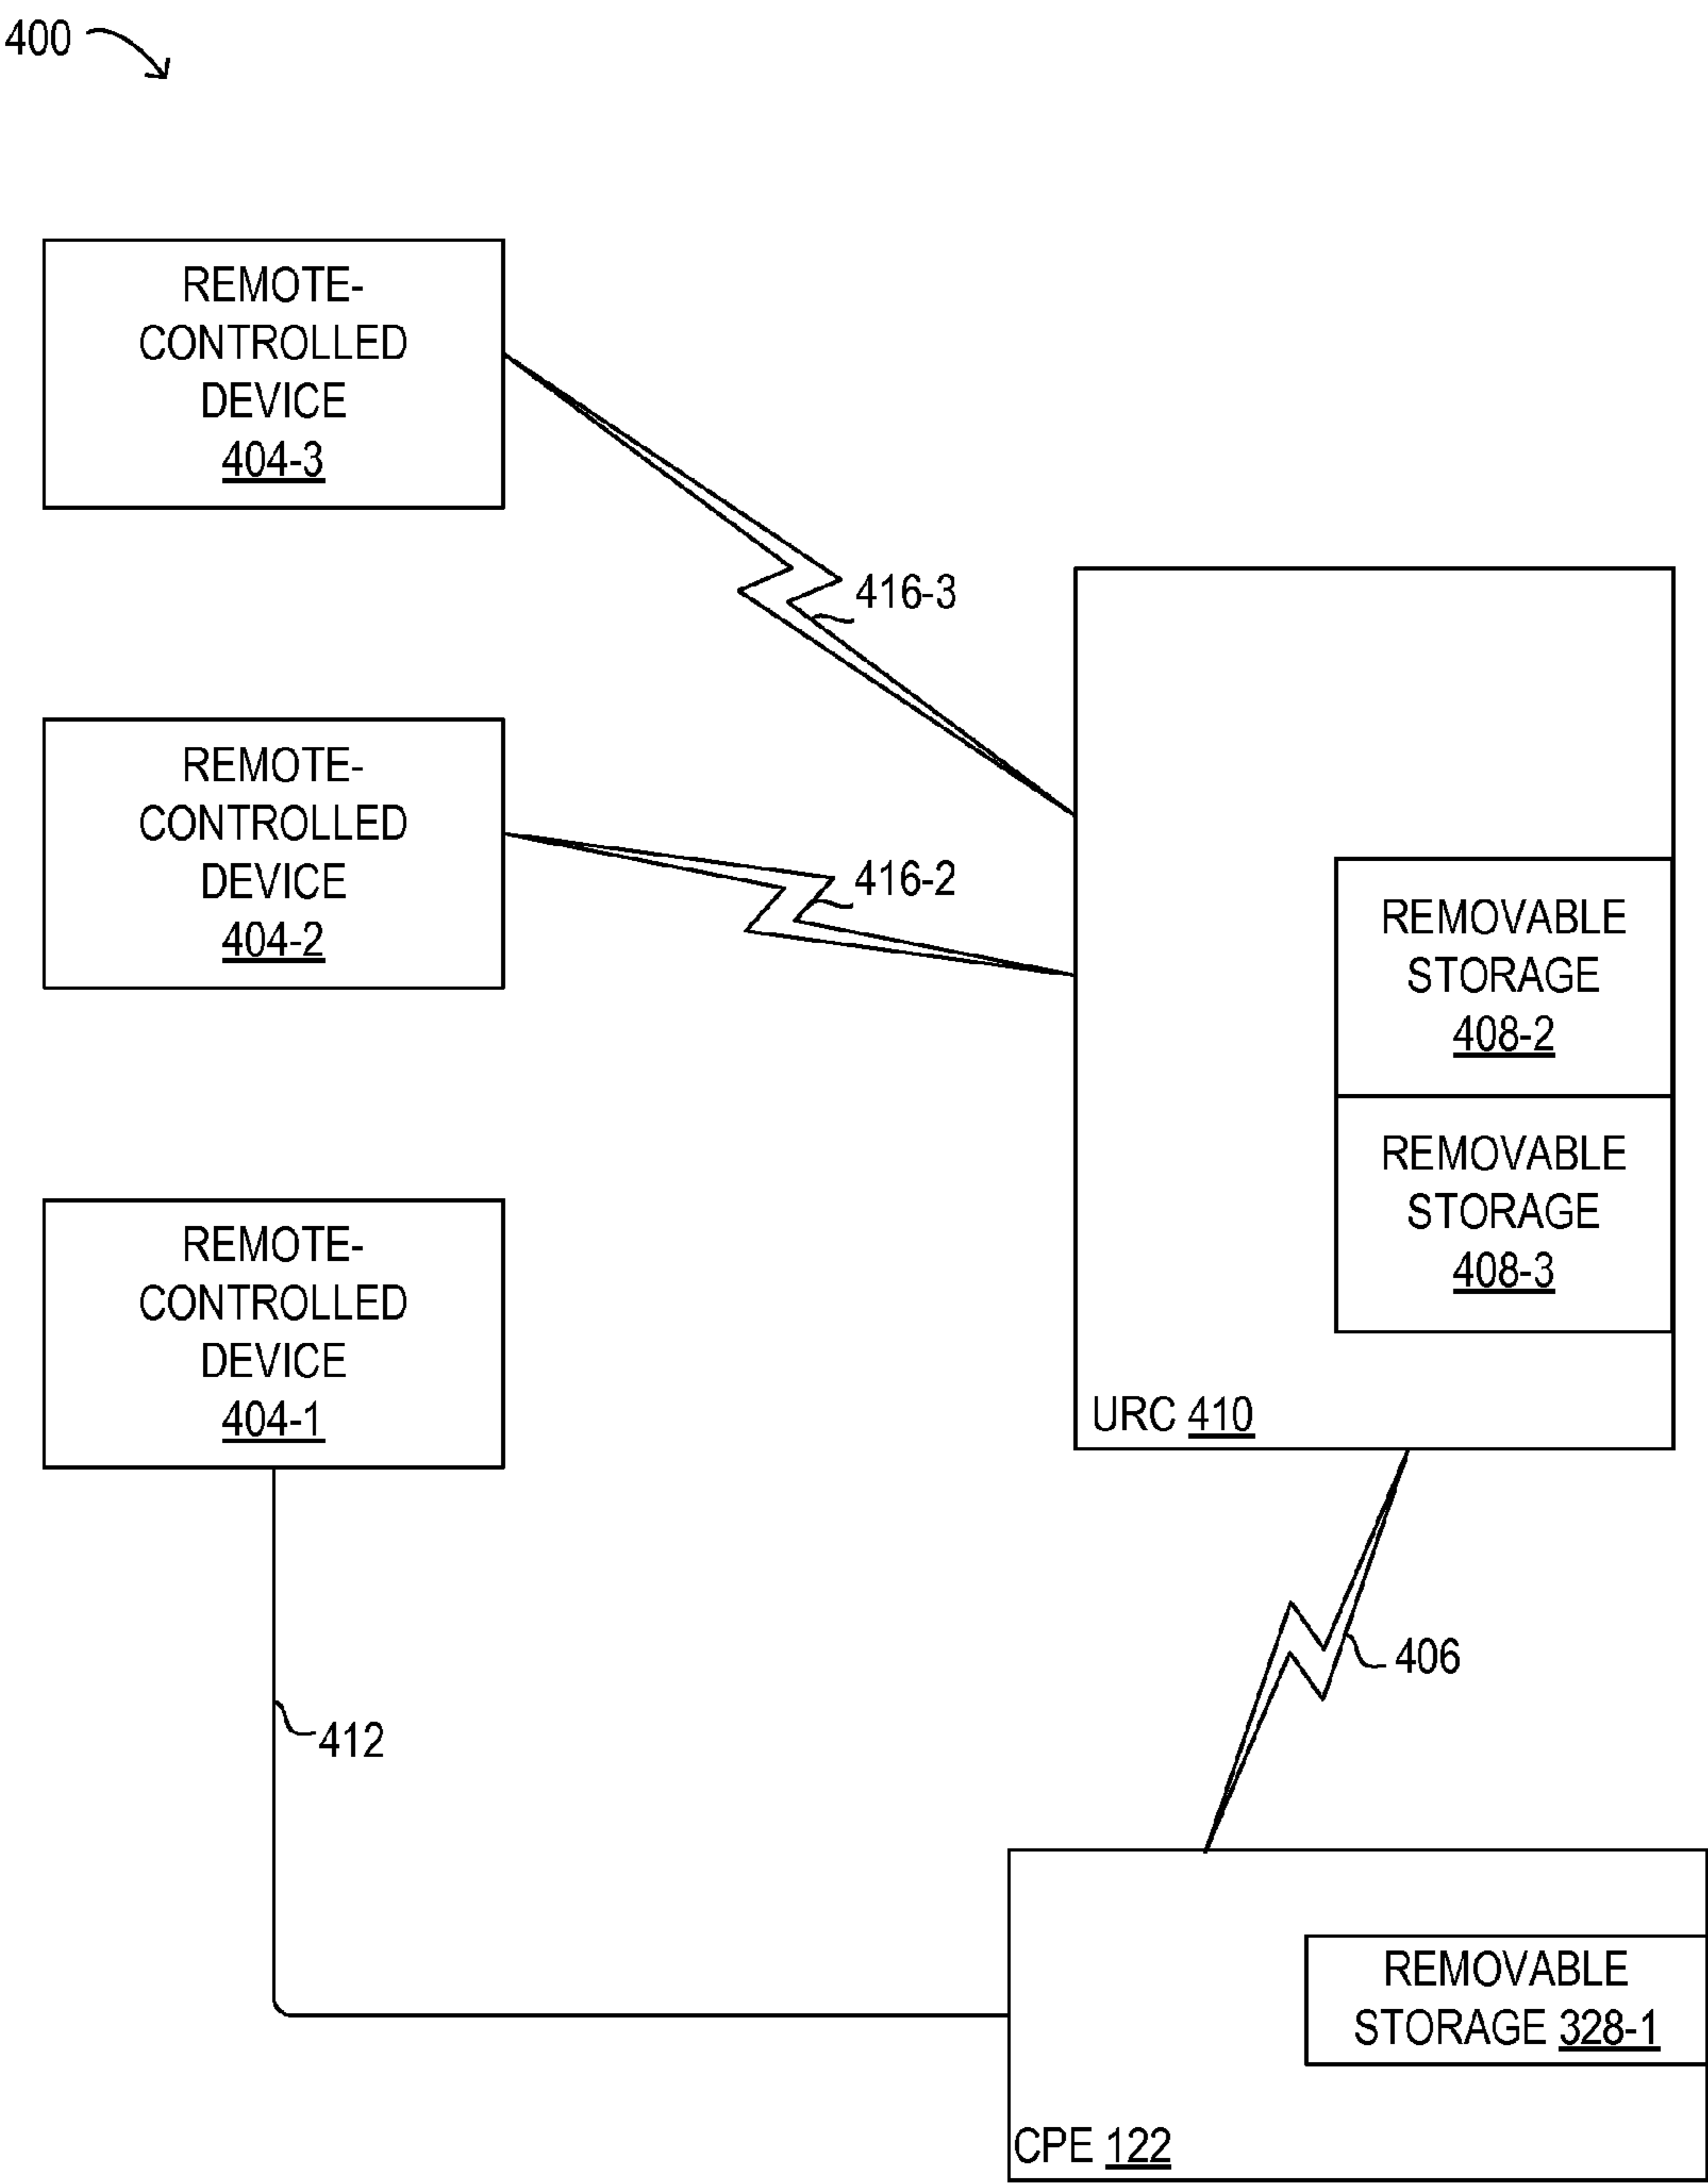 400
REMOTE-
CONTROLLED
DEVICE
404-3
416-3
REMOTE-
CONTROLLED
DEVICE
404-2
416-2
REMOVABLE
STORAGE
408-2
REMOVABLE
STORAGE
408-3
REMOTE-
CONTROLLED
DEVICE
404-1
URC 410
406
412
REMOVABLE
STORAGE 328-1
CPE 122